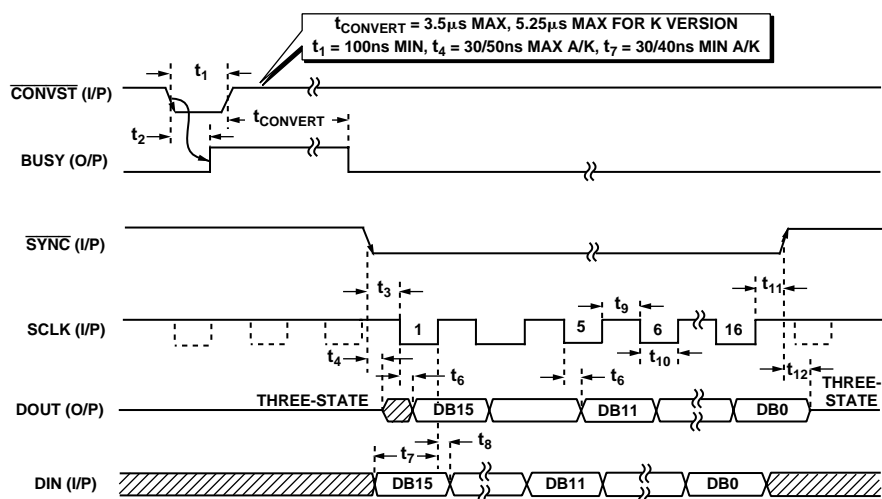 tCONVERT = 3.5µs MAX, 5.25µs MAX FOR K VERSION
t1 = 100ns MIN, t4 = 30/50ns MAX A/K, t7 = 30/40ns MIN A/K
t1
CONVST (I/P)
t2
tCONVERT
BUSY (O/P)
SYNC (I/P)
t3
t9
t11
SCLK (I/P)
1
5
6
16
t4
t6
t6
t10
t12
THREE-STATE
THREE-
STATE
DOUT (O/P)
DB15
DB11
DB0
t7
t8
DIN (I/P)
DB15
DB11
DB0